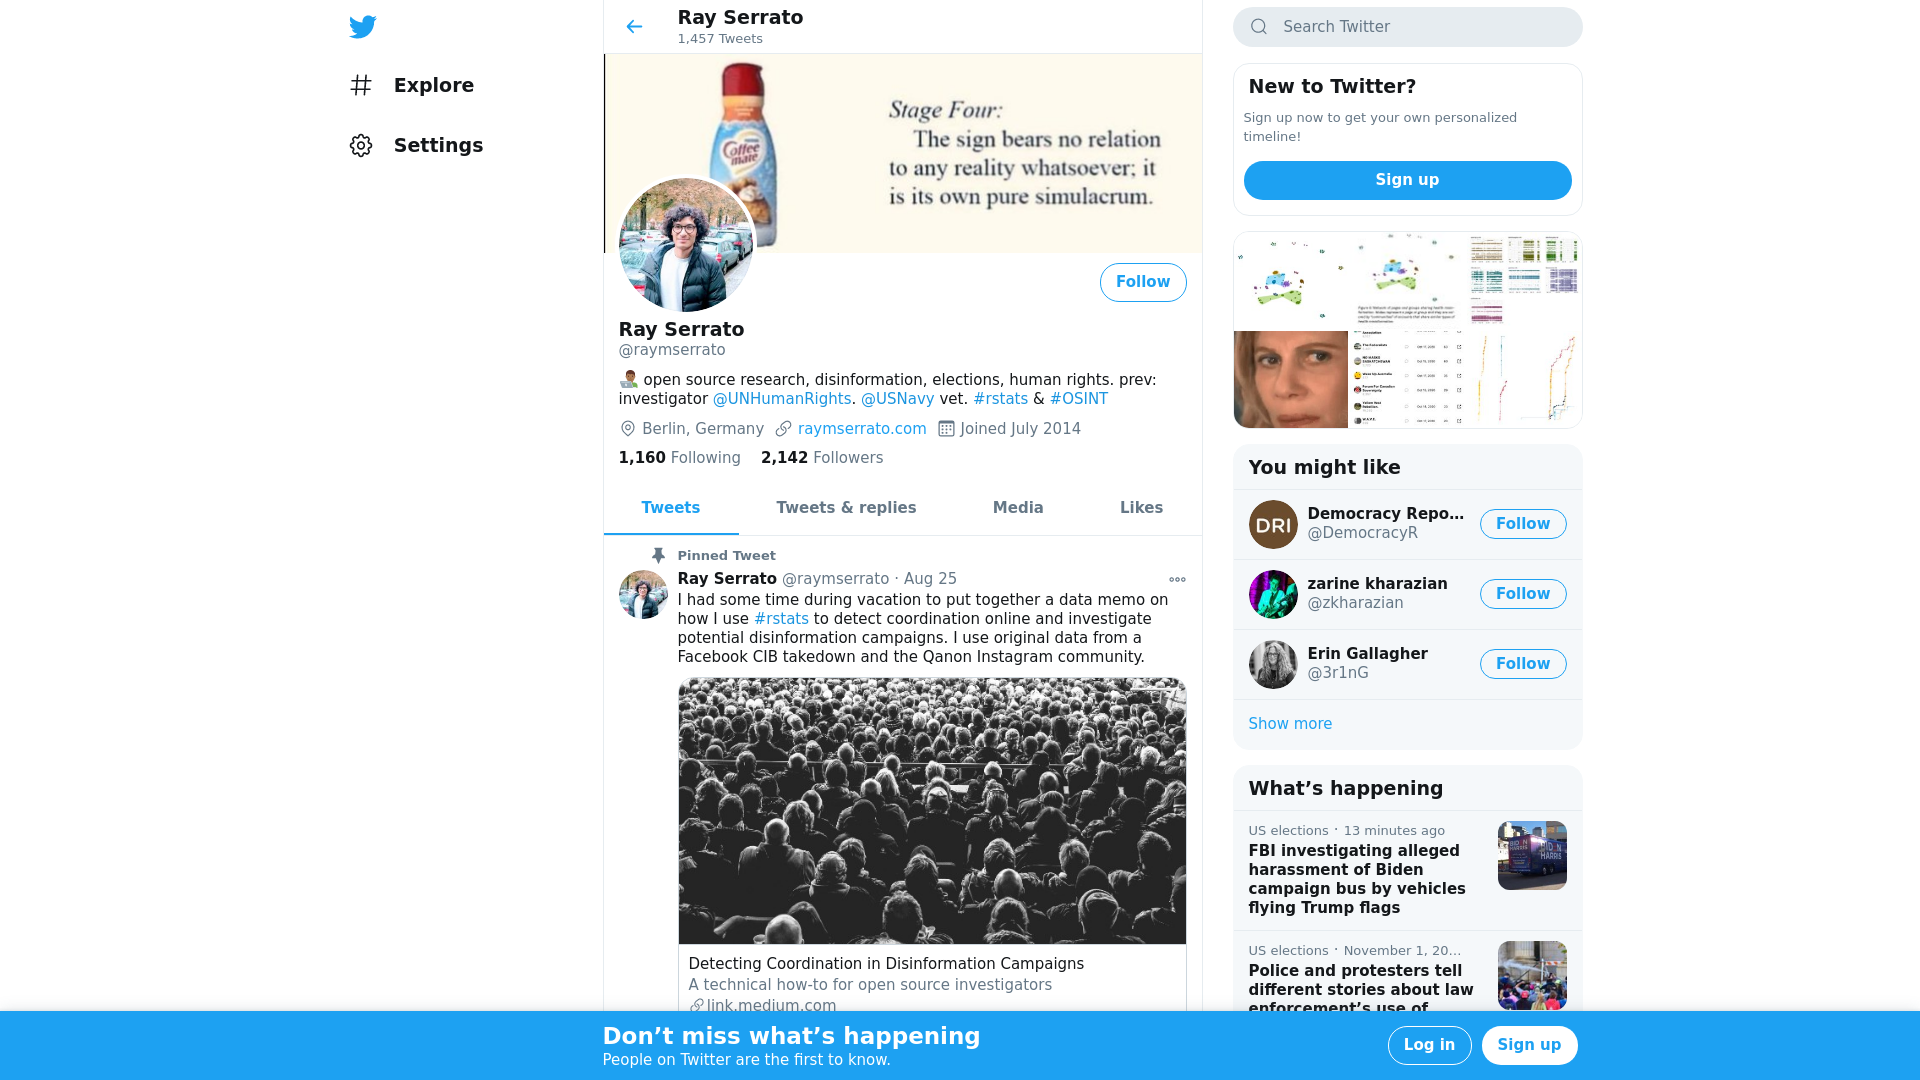 Explore
Settings
Ray Serrato
1,457 Tweets
Coffee
mate
Stage Four:
The sign bears no relation
to any reality whatsoever; it
is its own pure simulacrum.
Follow
Ray Serrato
@raymserrato
open source research, disinformation, elections, human rights. prev:
investigator @UNHumanRights. @USNavy vet. #rstats & #OSINT
Berlin, Germany raymserrato.com Joined July 2014
1,160 Following 2,142 Followers
Tweets Tweets & replies Media Likes
Pinned Tweet
Ray Serrato @raymserrato · Aug 25
I had some time during vacation to put together a data memo on
how I use #rstats to detect coordination online and investigate
potential disinformation campaigns. I use original data from a
Facebook CIB takedown and the Qanon Instagram community.
Detecting Coordination in Disinformation Campaigns
A technical how-to for open source investigators
link.medium.com
Search Twitter
New to Twitter?
Sign up now to get your own personalized
timeline!
Sign up
You might like
DRI
Democracy Repo...
@DemocracyR
Follow
zarine kharazian
@zkharazian
Follow
Erin Gallagher
@3r1nG
Follow
Show more
What’s happening
US elections · 13 minutes ago
FBI investigating alleged
harassment of Biden
campaign bus by vehicles
flying Trump flags
US elections · November 1, 20...
Police and protesters tell
different stories about law
enforcement’s use of
Don’t miss what’s happening
People on Twitter are the first to know.
Log in
Sign up